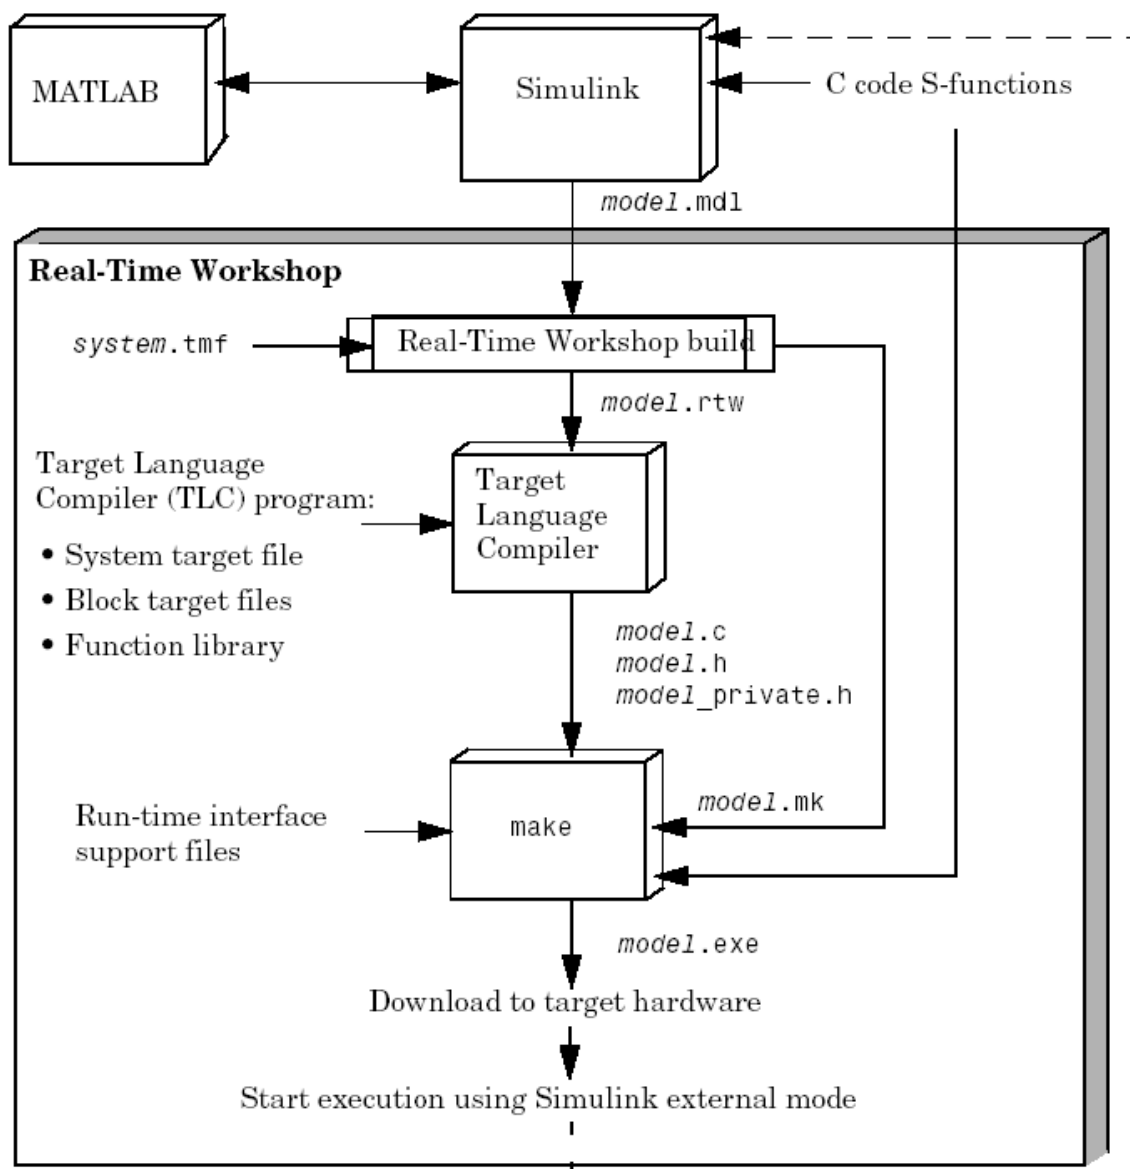 MATLAB
Simulink
C code S-functions
model.mdl
Real-Time Workshop
system.tmf
Real-Time Workshop build
model.rtw
Target Language
Compiler (TLC) program:
• System target file
• Block target files
• Function library
Target
Language
Compiler
model.c
model.h
model_private.h
Run-time interface
support files
make
model.mk
model.exe
Download to target hardware
Start execution using Simulink external mode